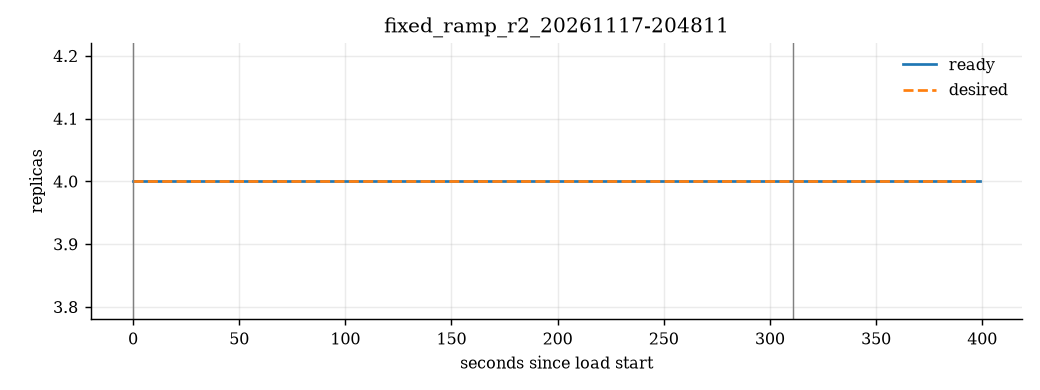 fixed_ramp_r2_20261117-204811
4.2
4.1
4.0
3.9
3.8
replicas
ready
desired
0 50 100 150 200 250 300 350 400
seconds since load start